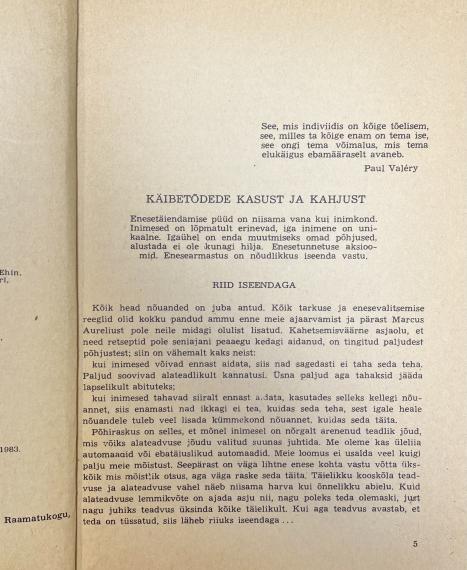 See, mis indiviidis on kõige tõelisem,
see, milles ta kõige enam on tema ise,
see ongi tema võimalus, mis tema
elukäigus ebamääraselt avaneb.
Paul Valéry
KÄIBETÕDEDE KASUST JA KAHJUST
Enesetäiendamise püüd on niisama vana kui inimkond.
Inimesed on lõpmatult erinevad, iga inimene on uni-
kaalne. Igaühel on enda muutmiseks omad põhjused,
alustada ei ole kunagi hilja. Enesetunnetuse aksioo-
mid. Enesearmastus on nõudlikkus iseenda vastu.
RIID ISEENDAGA
Kõik head nõuanded on juba antud. Kõik tarkuse ja enesevalitsemise
reeglid olid kokku pandud ammu enne meie ajaarvamist ja pärast Marcus
Aureliust pole neile midagi olulist lisatud. Kahetsemisväärne asjaolu, et
need retseptid pole seniajani peaaegu kedagi aidanud, on tingitud paljudest
põhjustest; siin on vähemalt kaks neist:
kui inimesed võivad ennast aidata, siis nad sagedasti ei taha seda teha.
Paljud soovivad alateadlikult kannatusi. Üsna paljud aga tahaksid jääda
lapselikult abituteks;
kui inimesed tahavad siiralt ennast aidata, kasutades selleks kellegi nõu-
annet, siis enamasti nad ikkagi ei tea, kuidas seda teha, sest igale heale
nõuandele tuleb veel lisada kümmekond nõuannet, kuidas seda täita.
Põhiraskus on selles, et mõnel inimesel on nõrgalt arenenud teadlik jõud,
mis võiks alateadvuse jõudu valitud suunas juhtida. Me oleme kas üleliia
automaadid või ebatäiuslikud automaadid. Meie loomus ei usalda veel kuigi
palju meie mõistust. Seepärast on väga lihtne enese kohta vastu võtta üks-
kõik mis mõistlik otsus, aga väga raske seda täita. Täielikku kooskõla tead-
vuse ja alateadvuse vahel näeb niisama harva kui õnnelikku abielu. Kuid
alateadvuse lemmikvõte on ajada asju nii, nagu poleks teda olemaski, just
nagu juhiks teadvus üksinda kõike täielikult. Kui aga teadvus avastab, et
teda on tüssatud, siis läheb riiuks iseendaga ...
5
Ehin.
1983.
Raamatukogu,